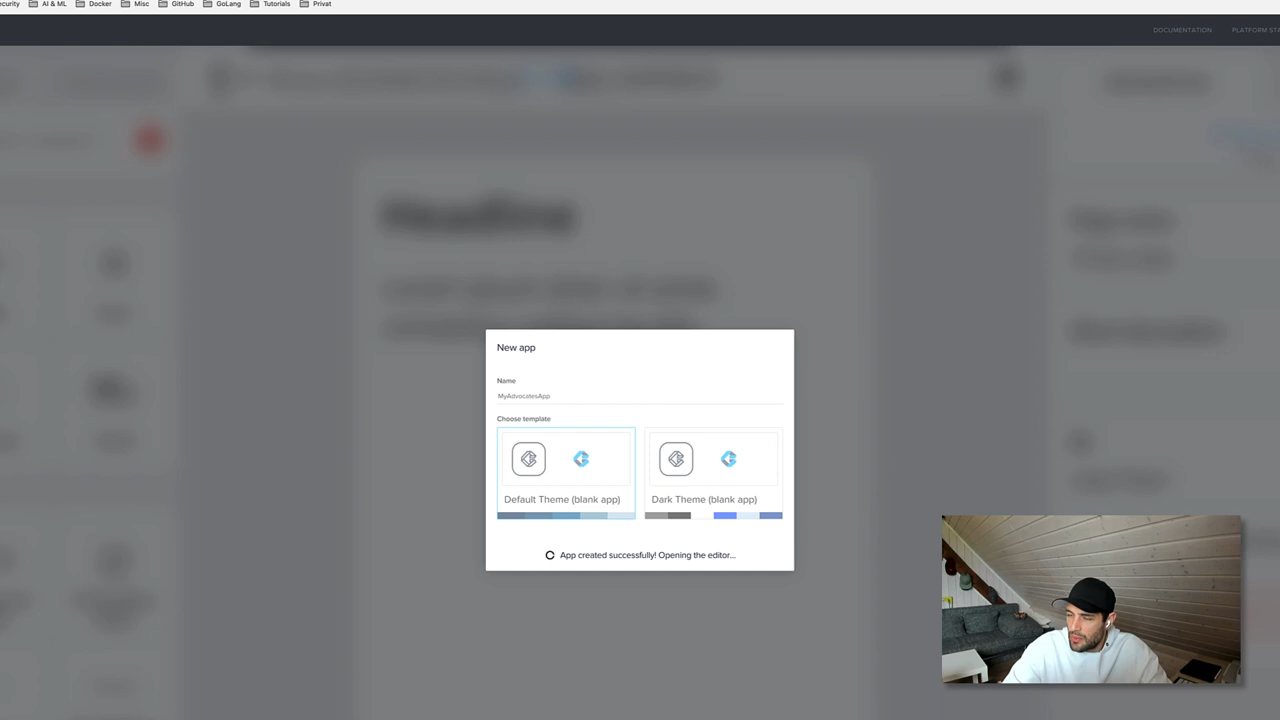 AI & ML Docker Misc GitHub GoLang Tutorials Privat
DOCUMENTATION
New app
Name
MyAdvocatesApp
Choose template
Default Theme (blank app) Dark Theme (blank app)
App created successfully! Opening the editor...